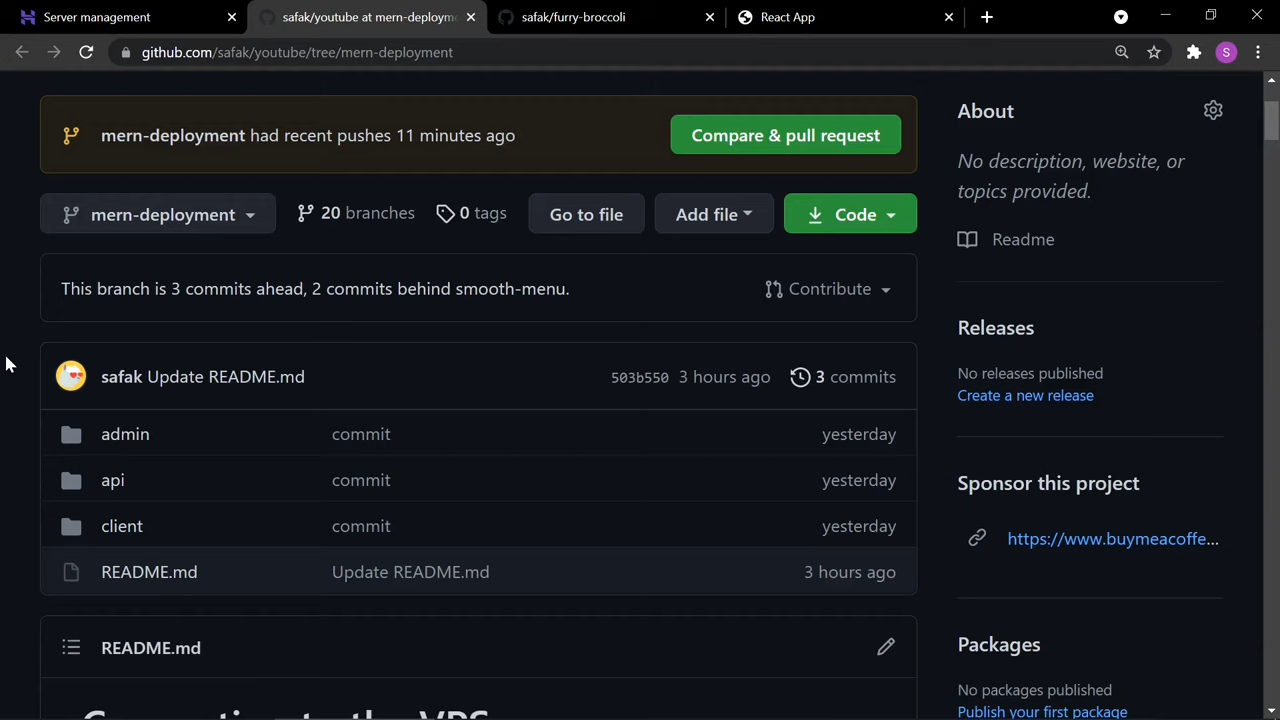 Server management
safak/youtube at mern-deploym
safak/furry-broccoli
React App
github.com/safak/youtube/tree/mern-deployment
S
mern-deployment had recent pushes 11 minutes ago
Compare & pull request
mern-deployment
20 branches
0 tags
Go to file
Add file
Code
This branch is 3 commits ahead, 2 commits behind smooth-menu.
Contribute
safak Update README.md
503b550 3 hours ago
3 commits
admin commit yesterday
api commit yesterday
client commit yesterday
README.md Update README.md 3 hours ago
README.md
About
No description, website, or
topics provided.
Readme
Releases
No releases published
Create a new release
Sponsor this project
https://www.buymeacoffe...
Packages
No packages published
Publish your first package